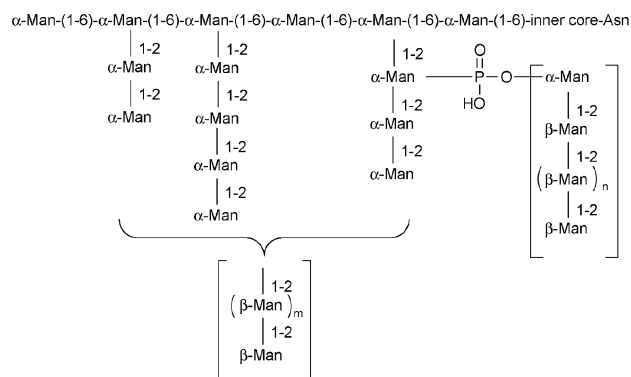 α-Man-(1-6)-α-Man-(1-6)-α-Man-(1-6)-α-Man-(1-6)-α-Man-(1-6)-α-Man-(1-6)-inner core-Asn
1-2 1-2 1-2 O
α-Man α-Man α-Man P O α-Man
1-2 1-2 1-2 HO 1-2
α-Man α-Man α-Man β-Man
1-2 1-2 1-2
α-Man α-Man (β-Man)n
1-2 1-2
α-Man β-Man
1-2
(β-Man)m
1-2
β-Man